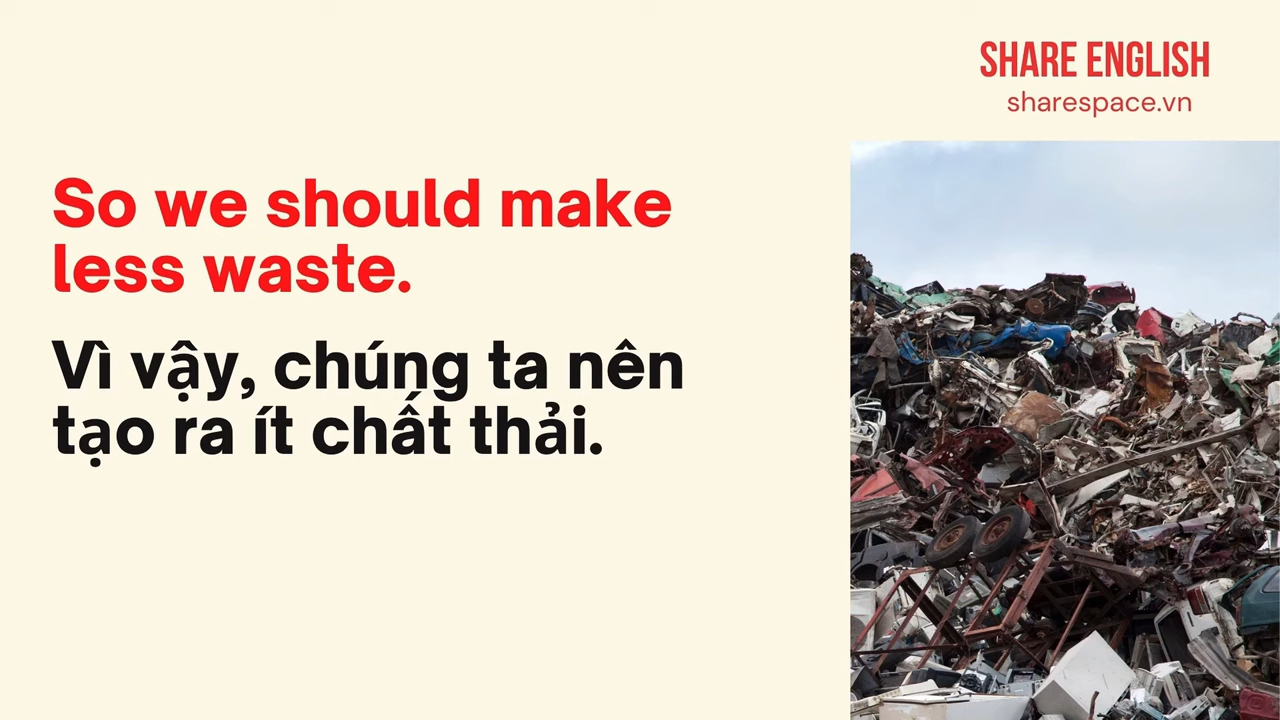 SHARE ENGLISH
sharespace.vn
So we should make
less waste.
Vì vậy, chúng ta nên
tạo ra ít chất thải.